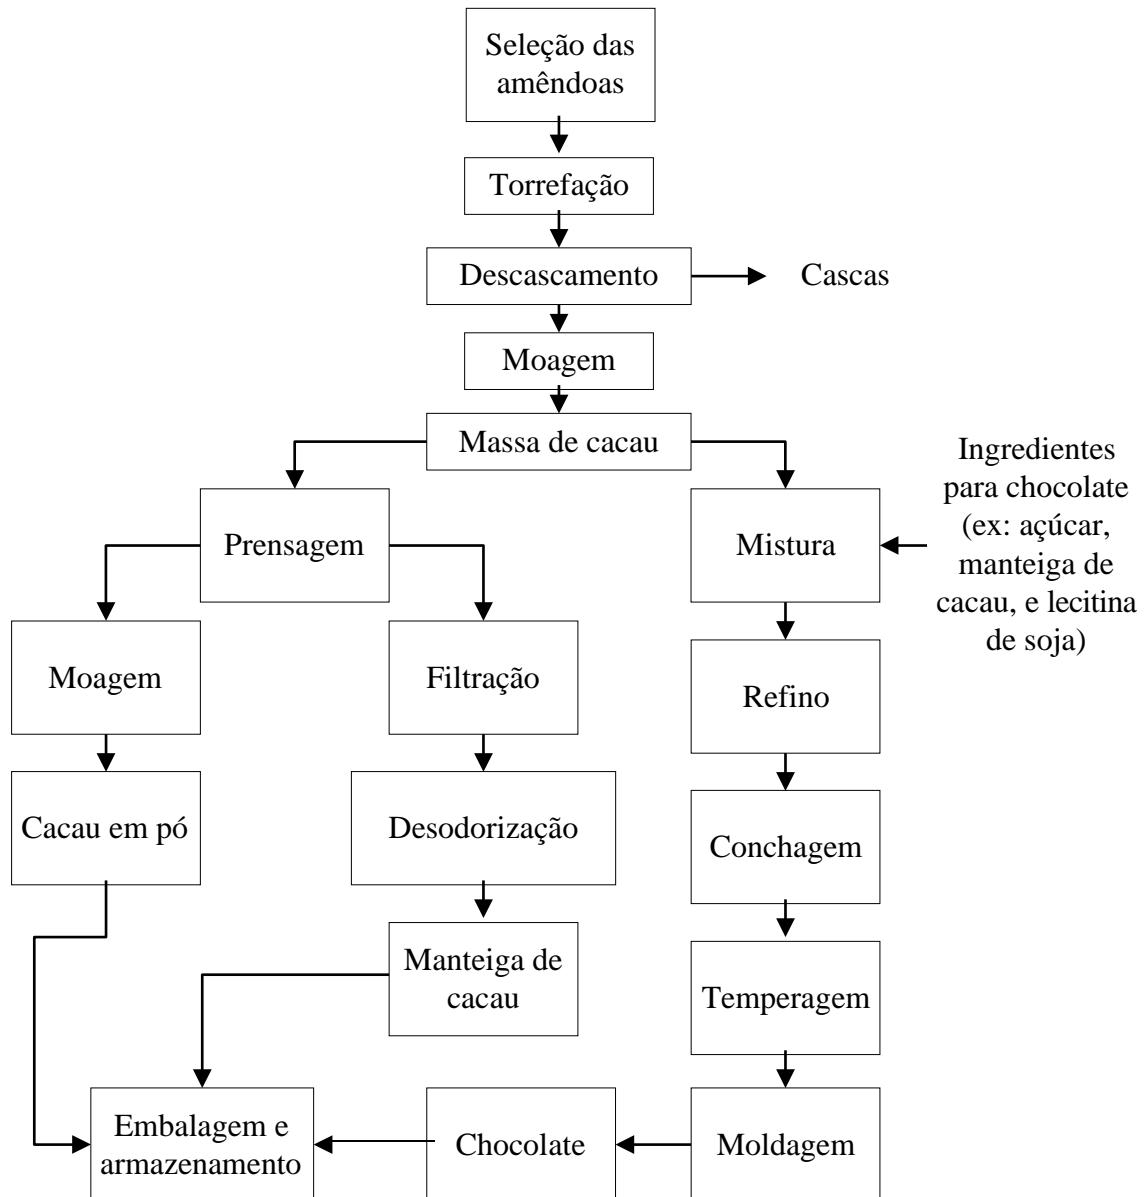 Seleção das
amêndoas
Torrefação
Descascamento
Cascas
Moagem
Massa de cacau
Ingredientes
para chocolate
(ex: açúcar,
manteiga de
cacau, e lecitina
de soja)
Prensagem
Mistura
Moagem
Filtração
Refino
Cacau em pó
Desodorização
Conchagem
Manteiga de
cacau
Temperagem
Embalagem e
armazenamento
Chocolate
Moldagem